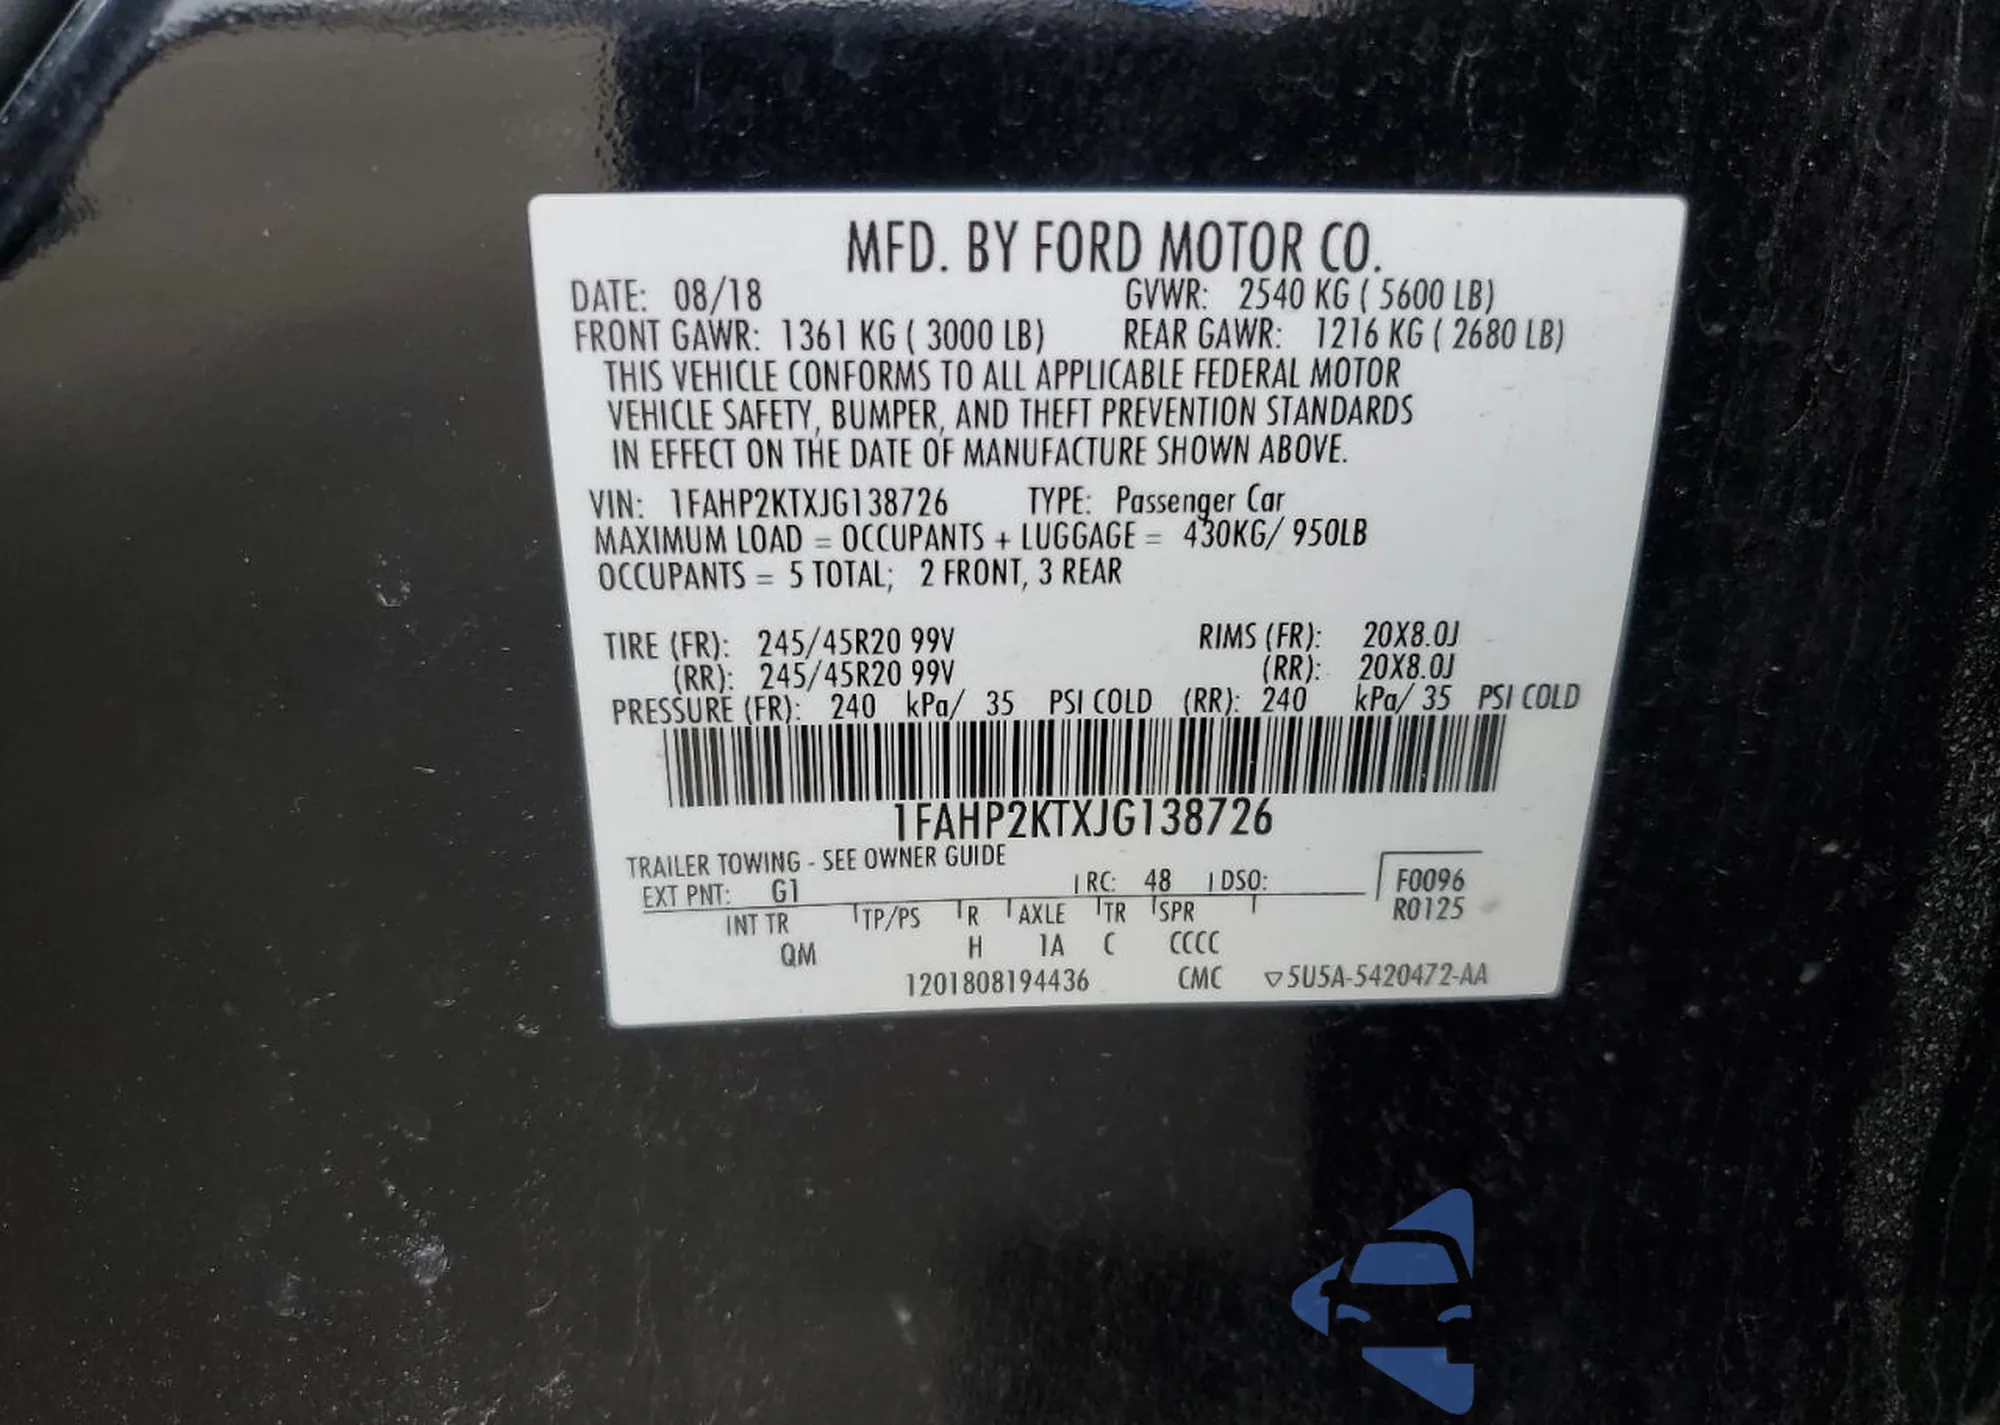 MFD. BY FORD MOTOR CO.
DATE: 08/18 GVWR: 2540 KG ( 5600 LB)
FRONT GAWR: 1361 KG ( 3000 LB) REAR GAWR: 1216 KG ( 2680 LB)
THIS VEHICLE CONFORMS TO ALL APPLICABLE FEDERAL MOTOR
VEHICLE SAFETY, BUMPER, AND THEFT PREVENTION STANDARDS
IN EFFECT ON THE DATE OF MANUFACTURE SHOWN ABOVE.
VIN: 1FAHP2KTXJG138726 TYPE: Passenger Car
MAXIMUM LOAD = OCCUPANTS + LUGGAGE = 430KG/ 950LB
OCCUPANTS = 5 TOTAL; 2 FRONT, 3 REAR
TIRE (FR): 245/45R20 99V RIMS (FR): 20X8.0J
(RR): 245/45R20 99V (RR): 20X8.0J
PRESSURE (FR): 240 kPa/ 35 PSI COLD (RR): 240 kPa/ 35 PSI COLD
1FAHP2KTXJG138726
TRAILER TOWING - SEE OWNER GUIDE
EXT PNT: G1 RC: 48 DSO: F0096
INT TR TP/PS R AXLE TR SPR R0125
QM H 1A C CCCC
1201808194436 CMC ▽5U5A-5420472-AA